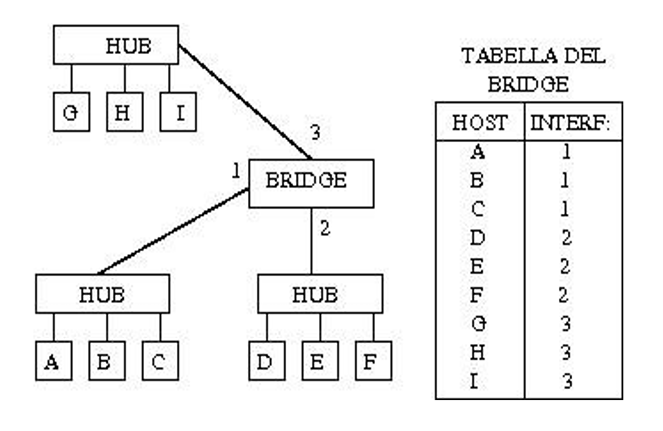 HUB
G H I
3
1
BRIDGE
2
HUB
HUB
A B C
D E F
TABELLA DEL
BRIDGE
HOST INTERF:
A 1
B 1
C 1
D 2
E 2
F 2
G 3
H 3
I 3